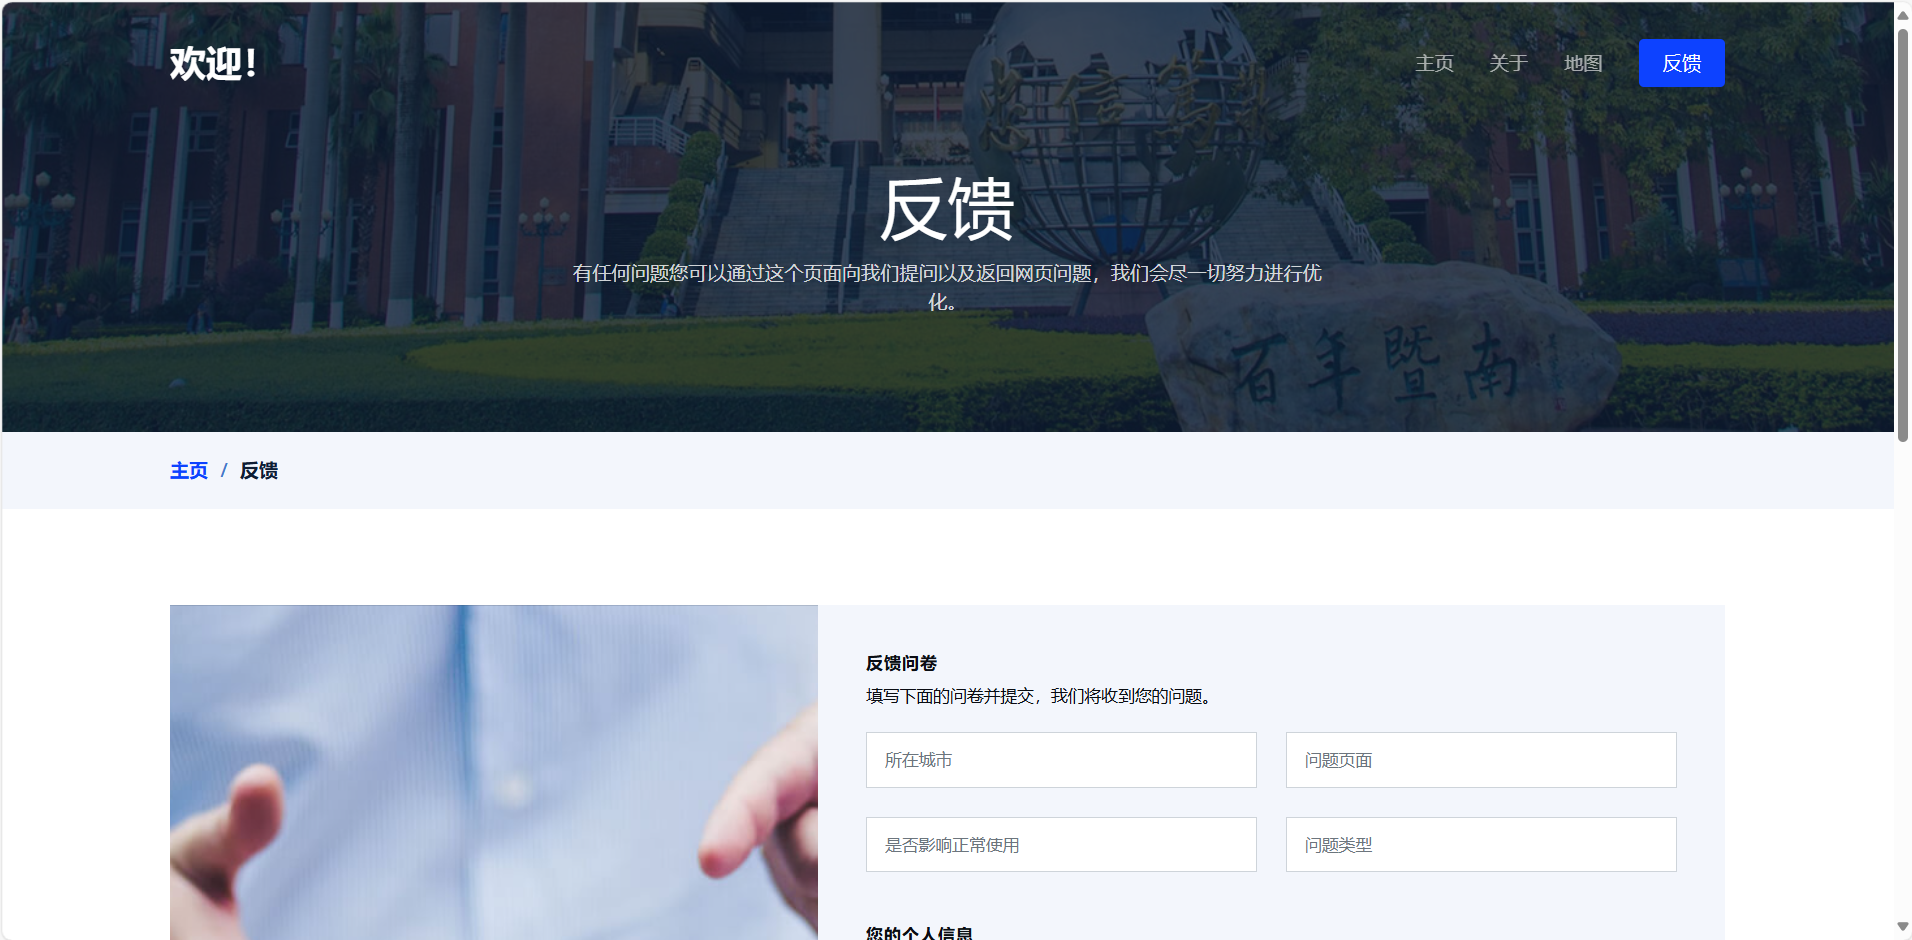 欢迎！
主页 关于 地图 反馈
反馈
有任何问题您可以通过这个页面向我们提问以及返回网页问题，我们会尽一切努力进行优
化。
百年暨南
主页 / 反馈
反馈问卷
填写下面的问卷并提交，我们将收到您的问题。
所在城市 问题页面
是否影响正常使用 问题类型
您的个人信息